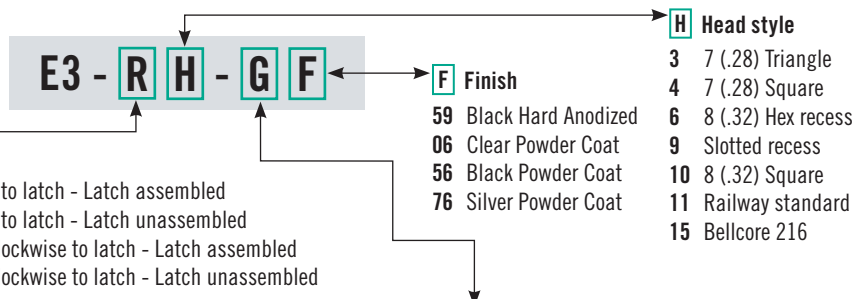 E3 - R H - G F
H Head style
3 7 (.28) Triangle
4 7 (.28) Square
6 8 (.32) Hex recess
9 Slotted recess
10 8 (.32) Square
11 Railway standard
15 Bellcore 216
F Finish
59 Black Hard Anodized
06 Clear Powder Coat
56 Black Powder Coat
76 Silver Powder Coat
to latch - Latch assembled
to latch - Latch unassembled
ockwise to latch - Latch assembled
ockwise to latch - Latch unassembled